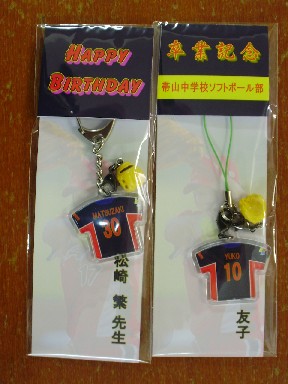 HAPPY
BIRTHDAY
MATSUZAKI
30
松崎 繁 先生
卒業記念
帯山中学校ソフトボール部
YUKO
10
友子